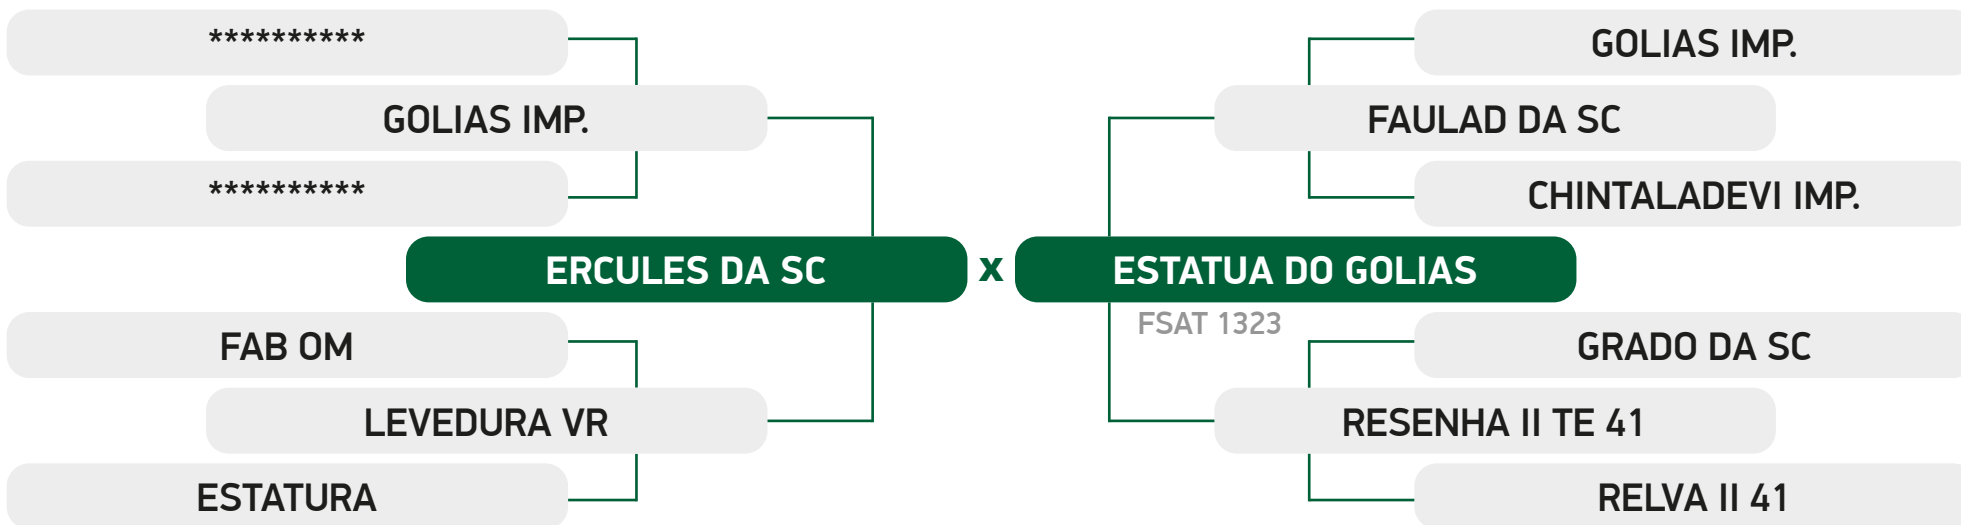 **********
GOLIAS IMP.
GOLIAS IMP.
FAULAD DA SC
**********
CHINTALADEVI IMP.
ERCULES DA SC x ESTATUA DO GOLIAS
FSAT 1323
FAB OM
GRADO DA SC
LEVEDURA VR
RESENHA II TE 41
ESTATURA
RELVA II 41